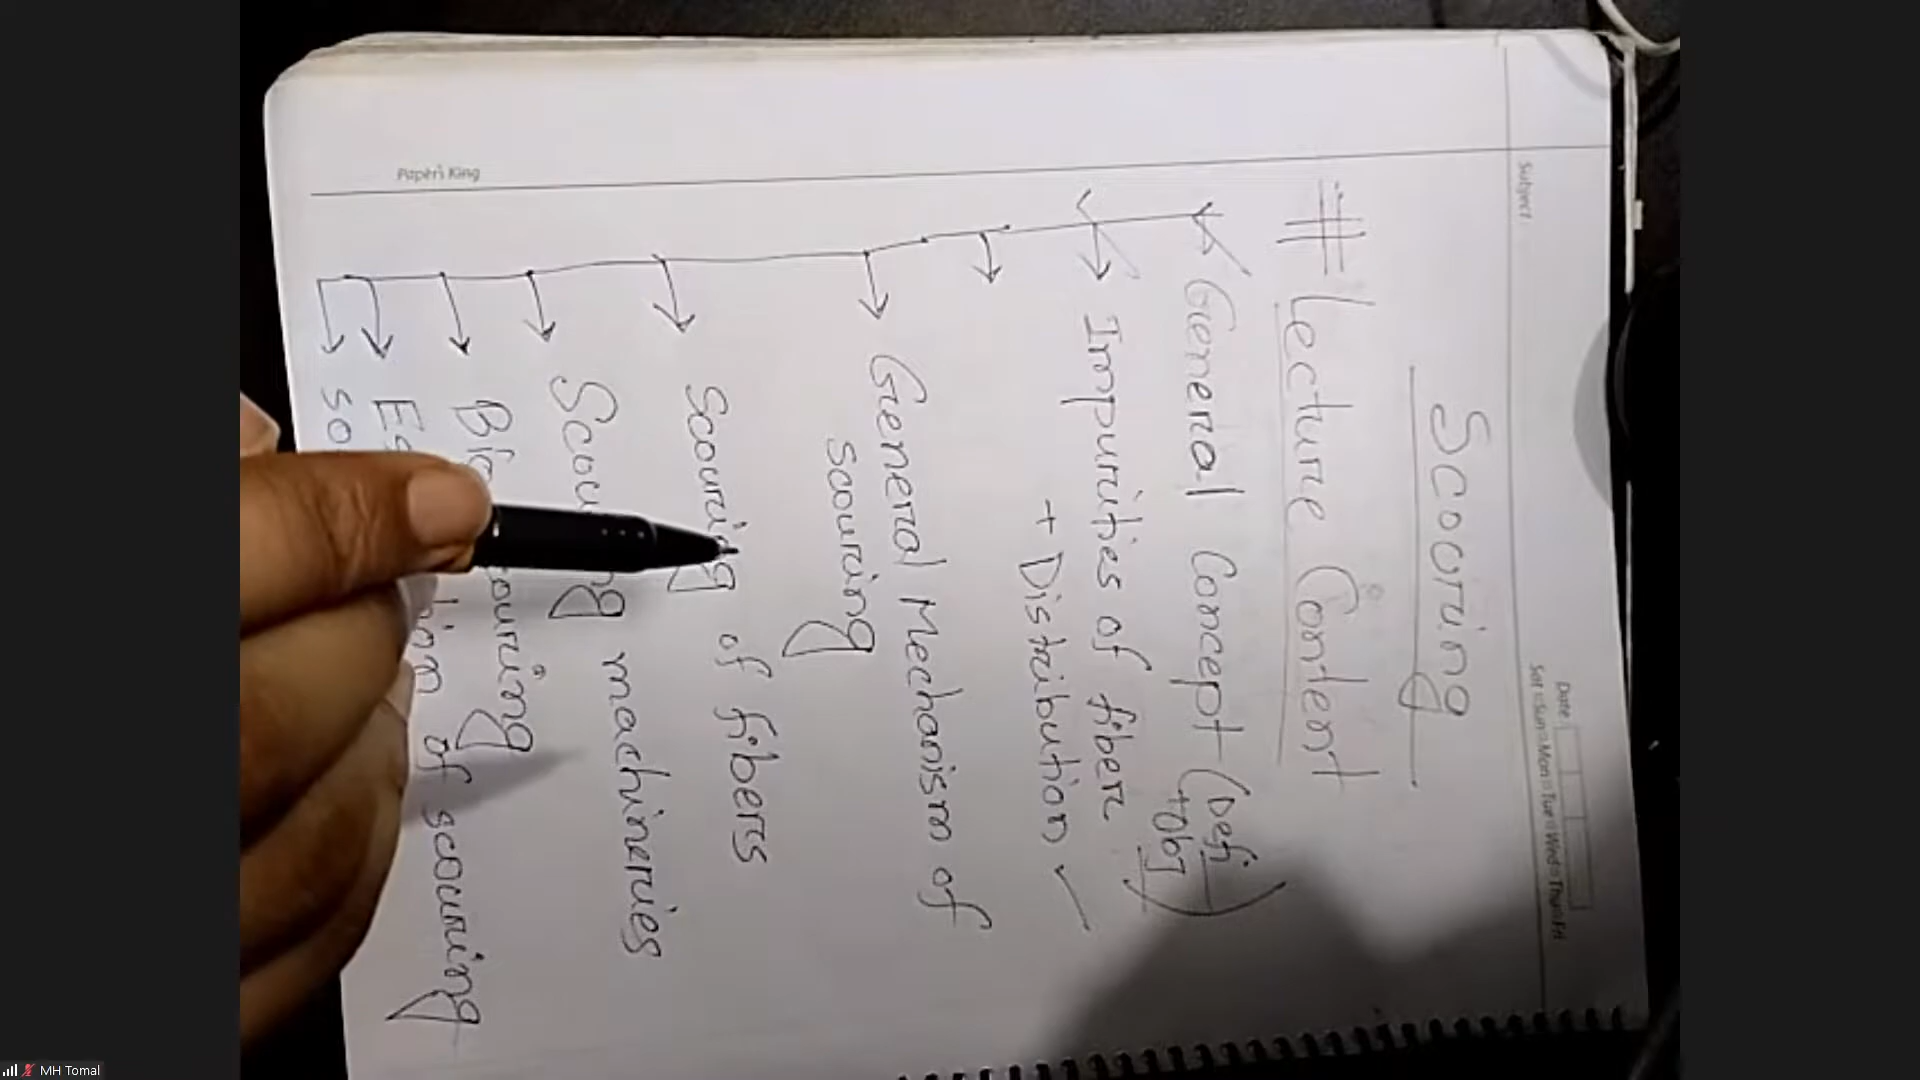 Subject
Date
Sat Sun Mon Tue Wed Thu Fri
Scouring
# Lecture Content
General Concept (Defi
+ Obj)
Impurities of fiber
+ Distribution ✓
General Mechanism of
scouring
Scouring of fibers
Scouring machineries
scouring
of scouring
Paper's King
MH Tomal